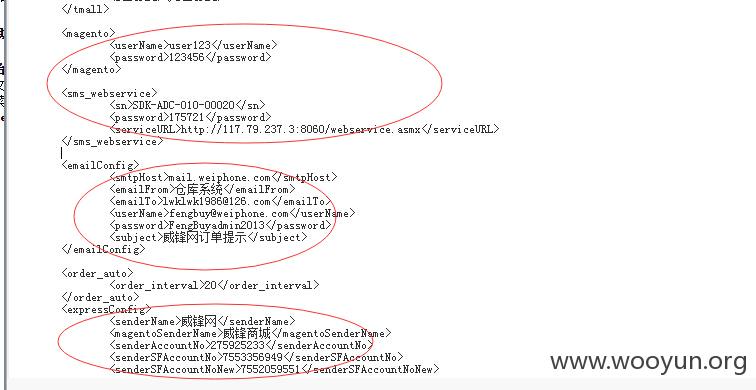 </tmall>
<magento>
<userName>user123</userName>
<password>123456</password>
</magento>
<sms_webservice>
<sn>SDK-ADC-010-00020</sn>
<password>175721</password>
<serviceURL>http://117.79.237.3:8060/webservice.asmx</serviceURL>
</sms_webservice>
<emailConfig>
<smtpHost>mail.weiphone.com</smtpHost>
<emailFrom>仓库系统</emailFrom>
<emailTo>lwklwk1986@126.com</emailTo>
<userName>fengbuy@weiphone.com</userName>
<password>FengBuyadmin2013</password>
<subject>威锋网订单提示</subject>
</emailConfig>
<order_auto>
<order_interval>20</order_interval>
</order_auto>
<expressConfig>
<senderName>威锋网</senderName>
<magentoSenderName>威锋商城</magentoSenderName>
<senderAccountNo>275925233</senderAccountNo>
<senderSFAccountNo>7553356949</senderSFAccountNo>
<senderSFAccountNoNew>7552059551</senderSFAccountNoNew>
www.wooyun.org